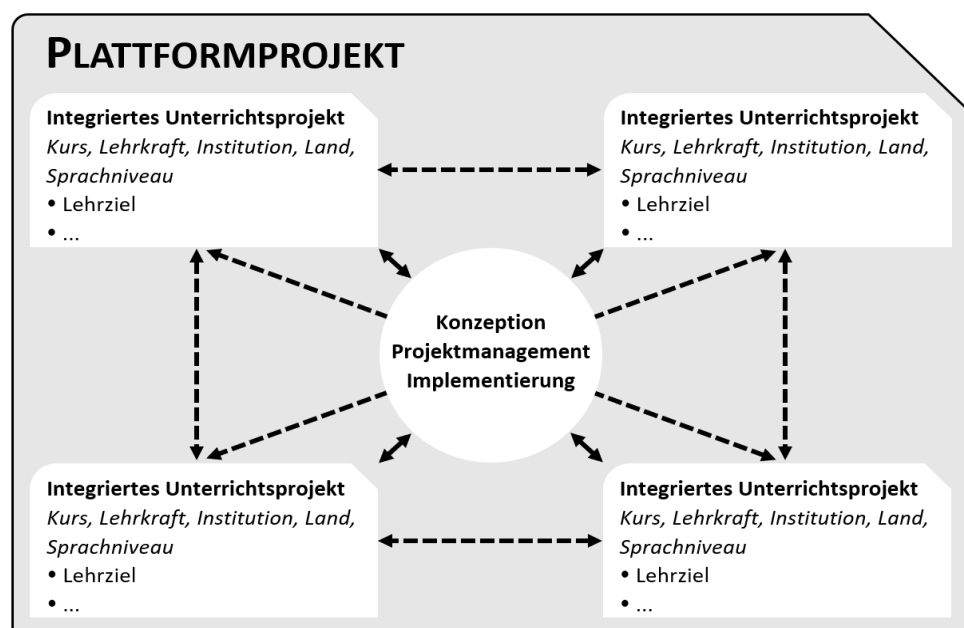 PLATTFORMPROJEKT
Integriertes Unterrichtsprojekt
Kurs, Lehrkraft, Institution, Land,
Sprachniveau
• Lehrziel
• ...
Integriertes Unterrichtsprojekt
Kurs, Lehrkraft, Institution, Land,
Sprachniveau
• Lehrziel
• ...
Konzeption
Projektmanagement
Implementierung
Integriertes Unterrichtsprojekt
Kurs, Lehrkraft, Institution, Land,
Sprachniveau
• Lehrziel
• ...
Integriertes Unterrichtsprojekt
Kurs, Lehrkraft, Institution, Land,
Sprachniveau
• Lehrziel
• ...